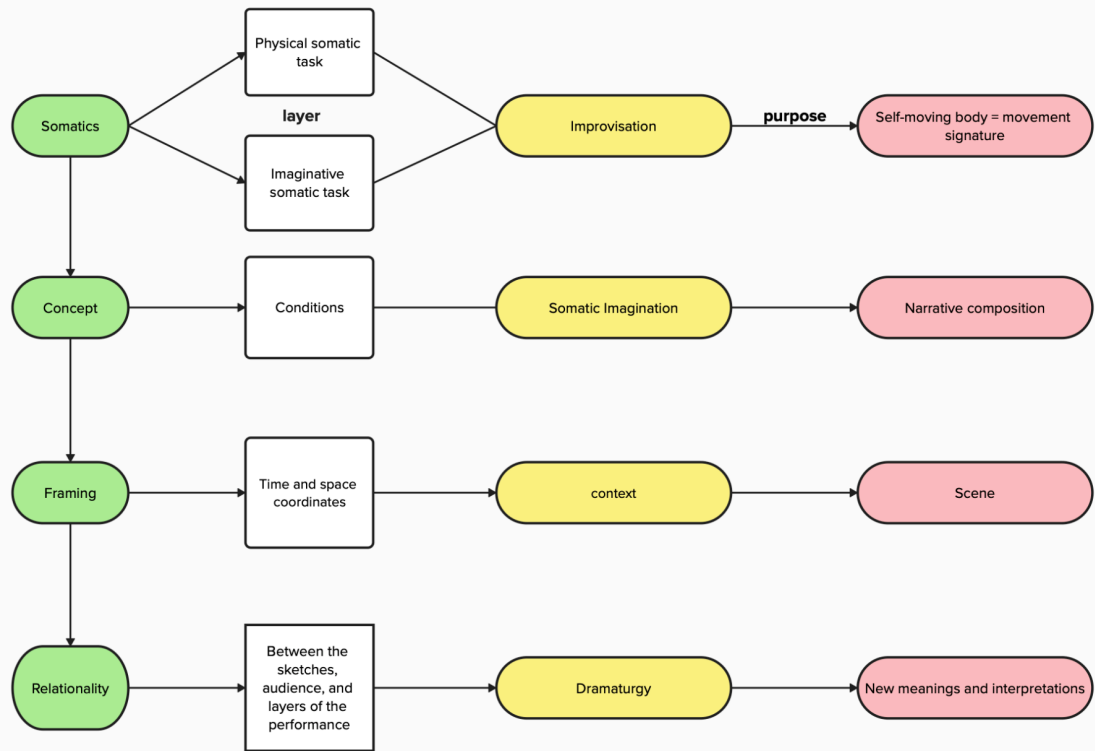 Physical somatic
task
Somatics
layer
Improvisation
purpose
Self-moving body = movement
signature
Imaginative
somatic task
Concept
Conditions
Somatic Imagination
Narrative composition
Framing
Time and space
coordinates
context
Scene
Relationality
Between the
sketches,
audience, and
layers of the
performance
Dramaturgy
New meanings and interpretations